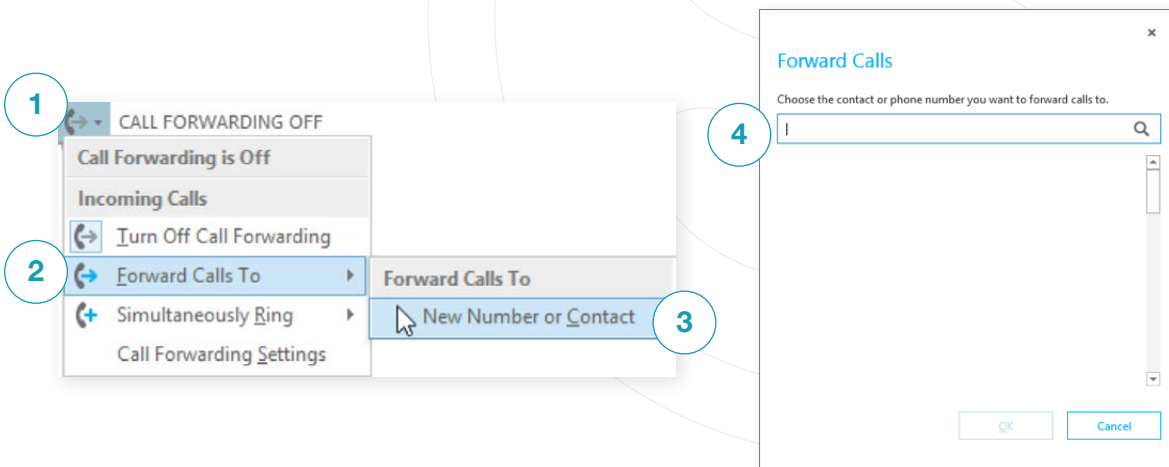 1
CALL FORWARDING OFF
Call Forwarding is Off
Incoming Calls
Turn Off Call Forwarding
2
Forward Calls To
Simultaneously Ring
Call Forwarding Settings
Forward Calls To
New Number or Contact
3
×
Forward Calls
Choose the contact or phone number you want to forward calls to.
4
OK
Cancel